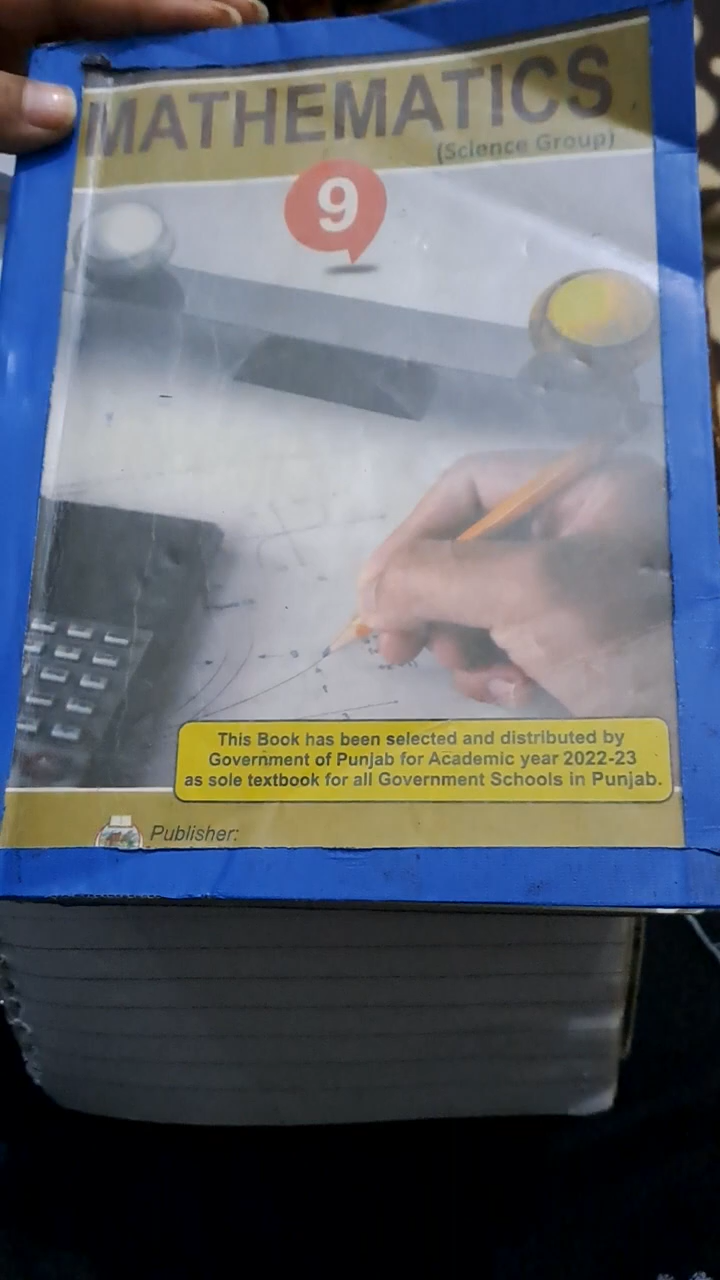 MATHEMATICS
(Science Group)
9
This Book has been selected and distributed by
Government of Punjab for Academic year 2022-23
as sole textbook for all Government Schools in Punjab.
Publisher: